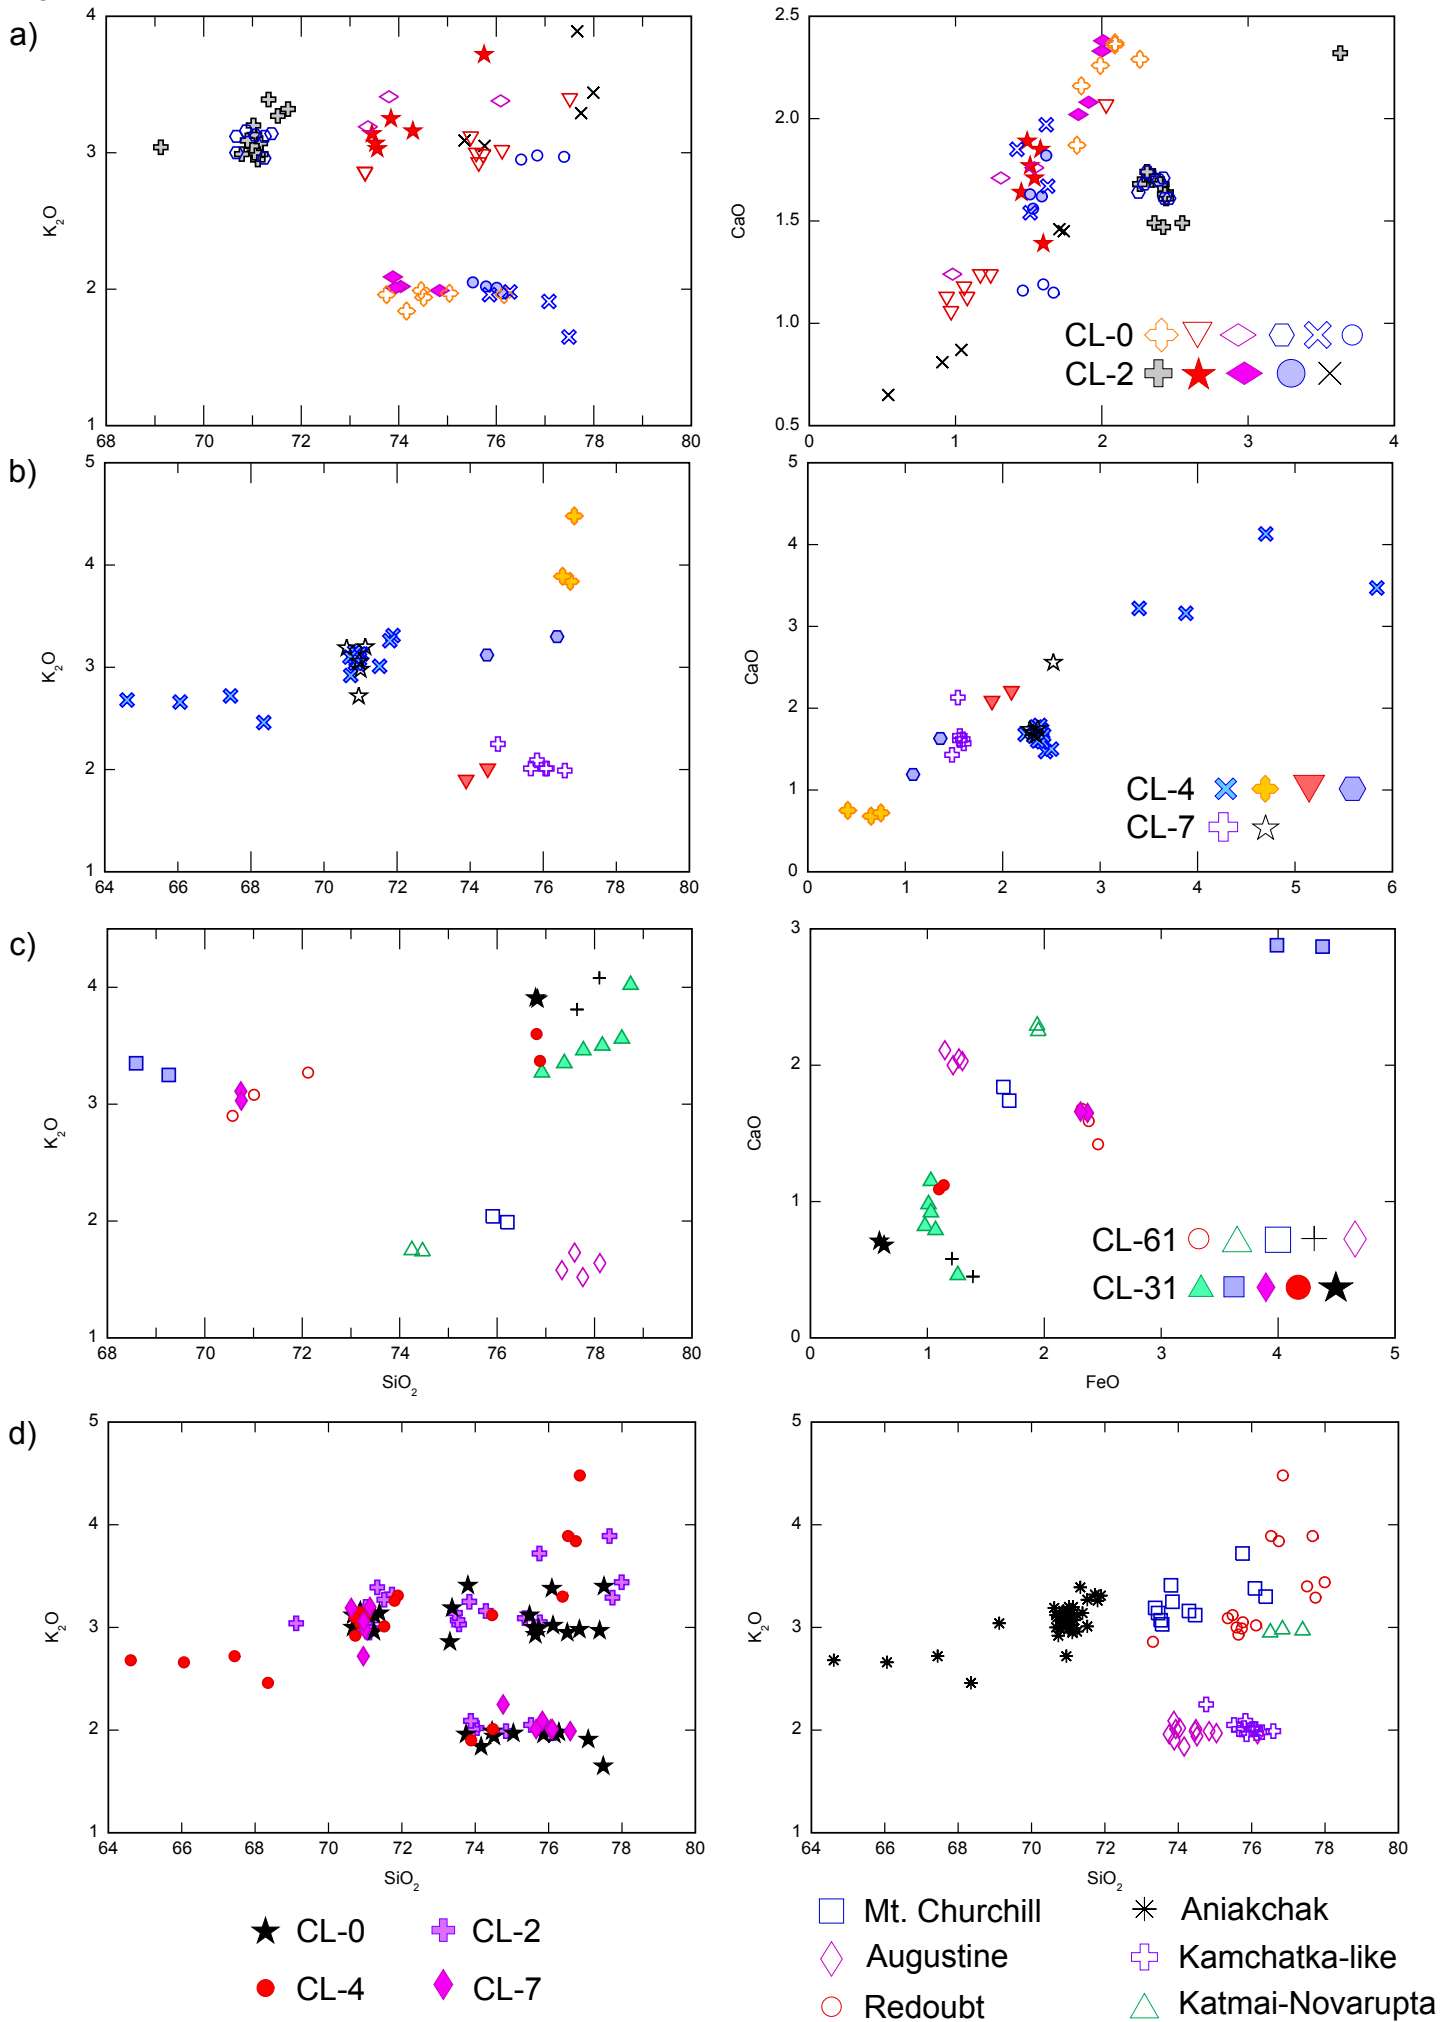 a)
4
3
2
1
K2O
68 70 72 74 76 78 80
2.5
2.0
1.5
1.0
0.5
CaO
0 1 2 3 4
CL-0
CL-2
b)
5
4
3
2
1
K2O
64 66 68 70 72 74 76 78 80
5
4
3
2
1
0
CaO
0 1 2 3 4 5 6
CL-4
CL-7
c)
4
3
2
1
K2O
68 70 72 74 76 78 80
SiO2
3
2
1
0
CaO
0 1 2 3 4 5
FeO
CL-61
CL-31
d)
5
4
3
2
1
K2O
64 66 68 70 72 74 76 78 80
SiO2
5
4
3
2
1
K2O
64 66 68 70 72 74 76 78 80
SiO2
CL-0 CL-2
CL-4 CL-7
Mt. Churchill Aniakchak
Augustine Kamchatka-like
Redoubt Katmai-Novarupta